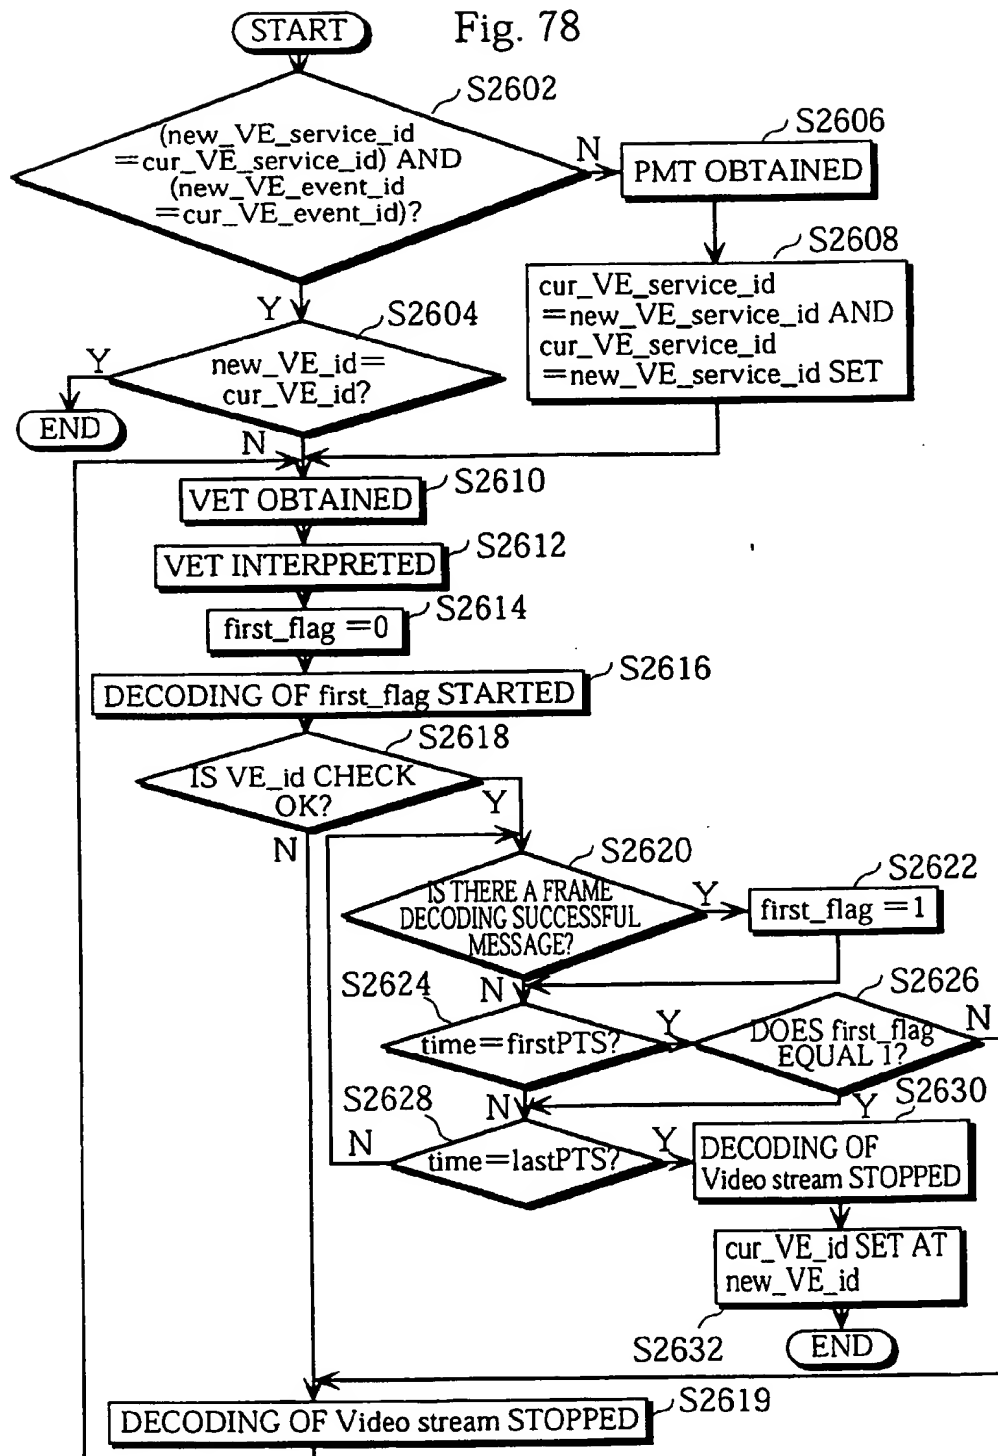 START
Fig. 78
S2602
(new_VE_service_id
=cur_VE_service_id) AND
(new_VE_event_id
=cur_VE_event_id)?
N
S2606
PMT OBTAINED
S2608
cur_VE_service_id
=new_VE_service_id AND
cur_VE_service_id
=new_VE_service_id SET
Y
S2604
Y
new_VE_id=
cur_VE_id?
END
N
S2610
VET OBTAINED
S2612
VET INTERPRETED
S2614
first_flag =0
S2616
DECODING OF first_flag STARTED
S2618
IS VE_id CHECK
OK?
Y
N
S2620
IS THERE A FRAME
DECODING SUCCESSFUL
MESSAGE?
Y
S2622
first_flag =1
N
S2624
time=firstPTS?
Y
S2626
DOES first_flag
EQUAL 1?
N
N
Y
S2628
time=lastPTS?
N
Y
S2630
DECODING OF
Video stream STOPPED
cur_VE_id SET AT
new_VE_id
S2632
END
S2619
DECODING OF Video stream STOPPED